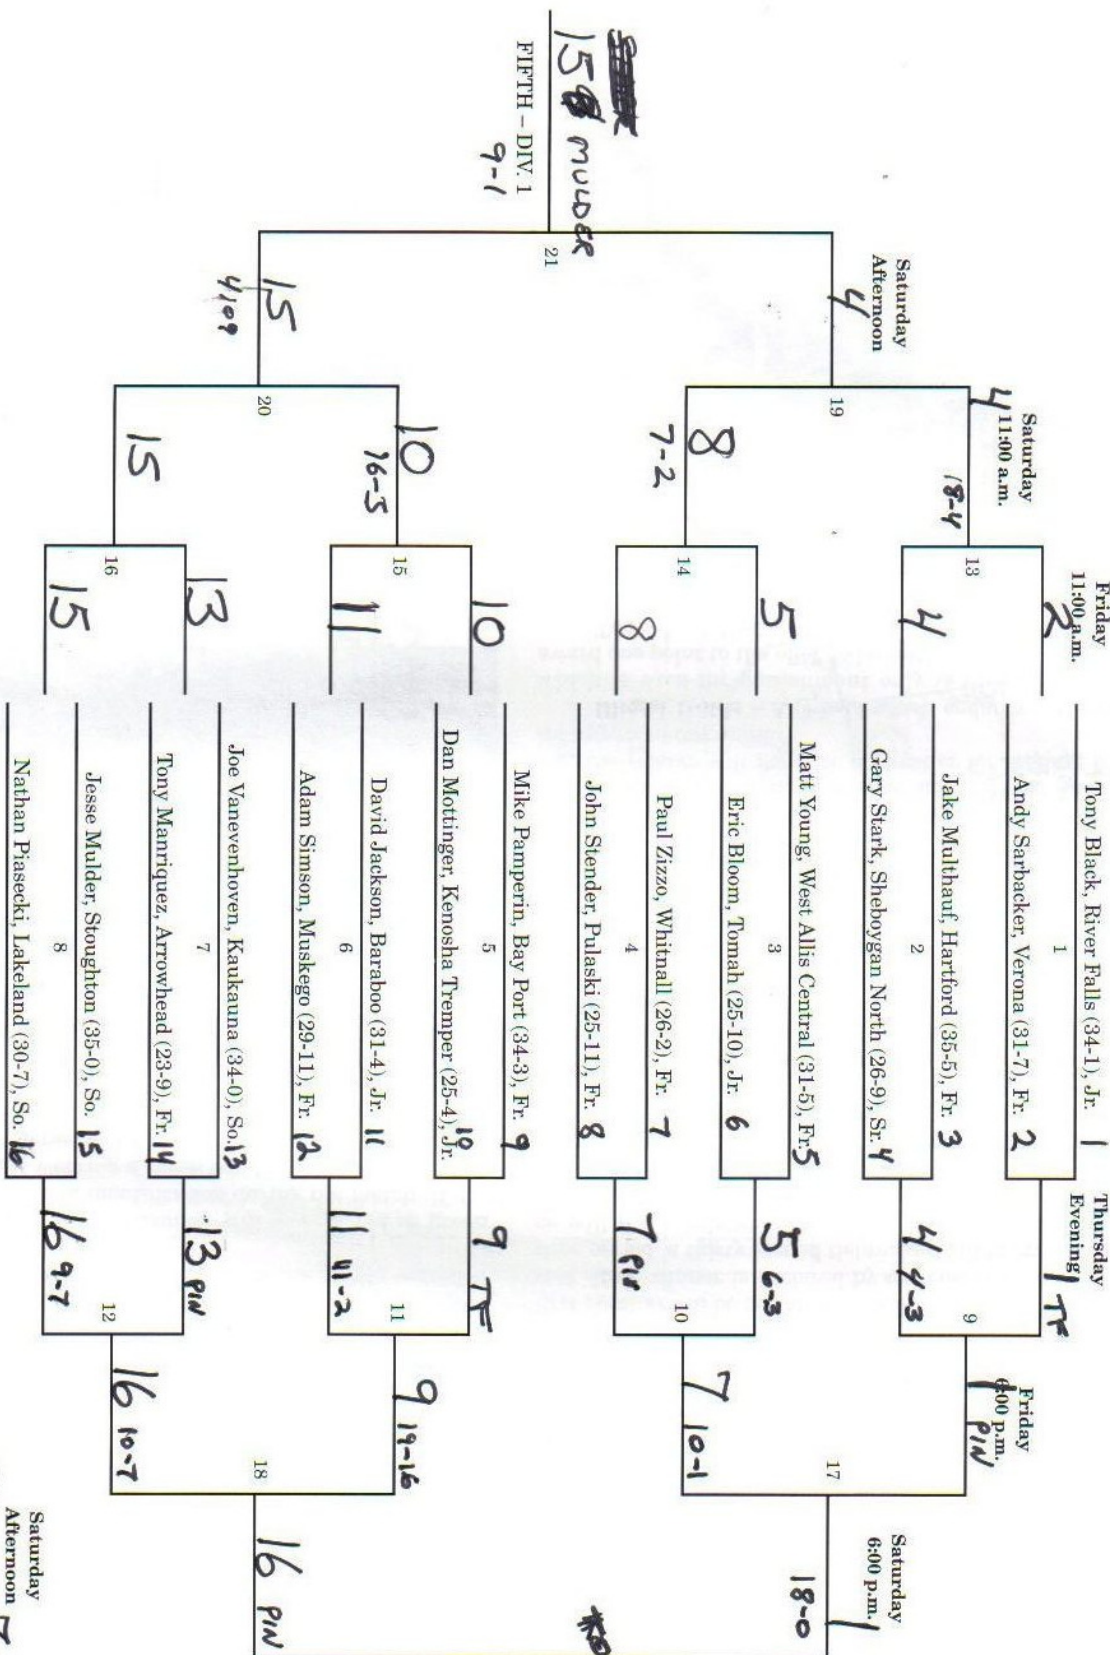 Friday
11:00 a.m.
Thursday
Evening
Friday
6:00 p.m.
Saturday
11:00 a.m.
Saturday
Afternoon
Saturday
6:00 p.m.
Tony Black, River Falls (34-1), Jr. 1
1
Andy Sarbacker, Verona (31-7), Fr. 2
Jake Multhauf, Hartford (35-5), Fr. 3
2
Gary Stark, Sheboygan North (26-9), Sr. 4
Matt Young, West Allis Central (31-5), Fr. 5
3
Eric Bloom, Tomah (25-10), Jr. 6
Paul Zizzo, Whitnall (26-2), Fr. 7
4
John Stender, Pulaski (25-11), Fr. 8
Mike Pamperin, Bay Port (34-3), Fr. 9
5
Dan Mottinger, Kenosha Tremper (25-4), Jr. 10
David Jackson, Baraboo (31-4), Jr. 11
6
Adam Simson, Muskego (29-11), Fr. 12
Joe Vanevenhoven, Kaukauna (34-0), So. 13
7
Tony Manriquez, Arrowhead (23-9), Fr. 14
Jesse Mulder, Stoughton (35-0), So. 15
8
Nathan Piasecki, Lakeland (30-7), So. 16
1 TF
9
4 4-3
5 6-3
10
7 PIN
9 TF
11
11 11-2
13 PIN
12
16 9-7
1 PIN
17
7 10-1
9 19-16
18
16 10-7
1
18-0
16 PIN
2
13
4
5
14
8
10
15
11
13
16
15
4
18-4
19
8
7-2
10
16-5
20
15
4
21
15
4:09
15 MULDER
FIFTH – DIV. 1
9-1
Saturday
Afternoon